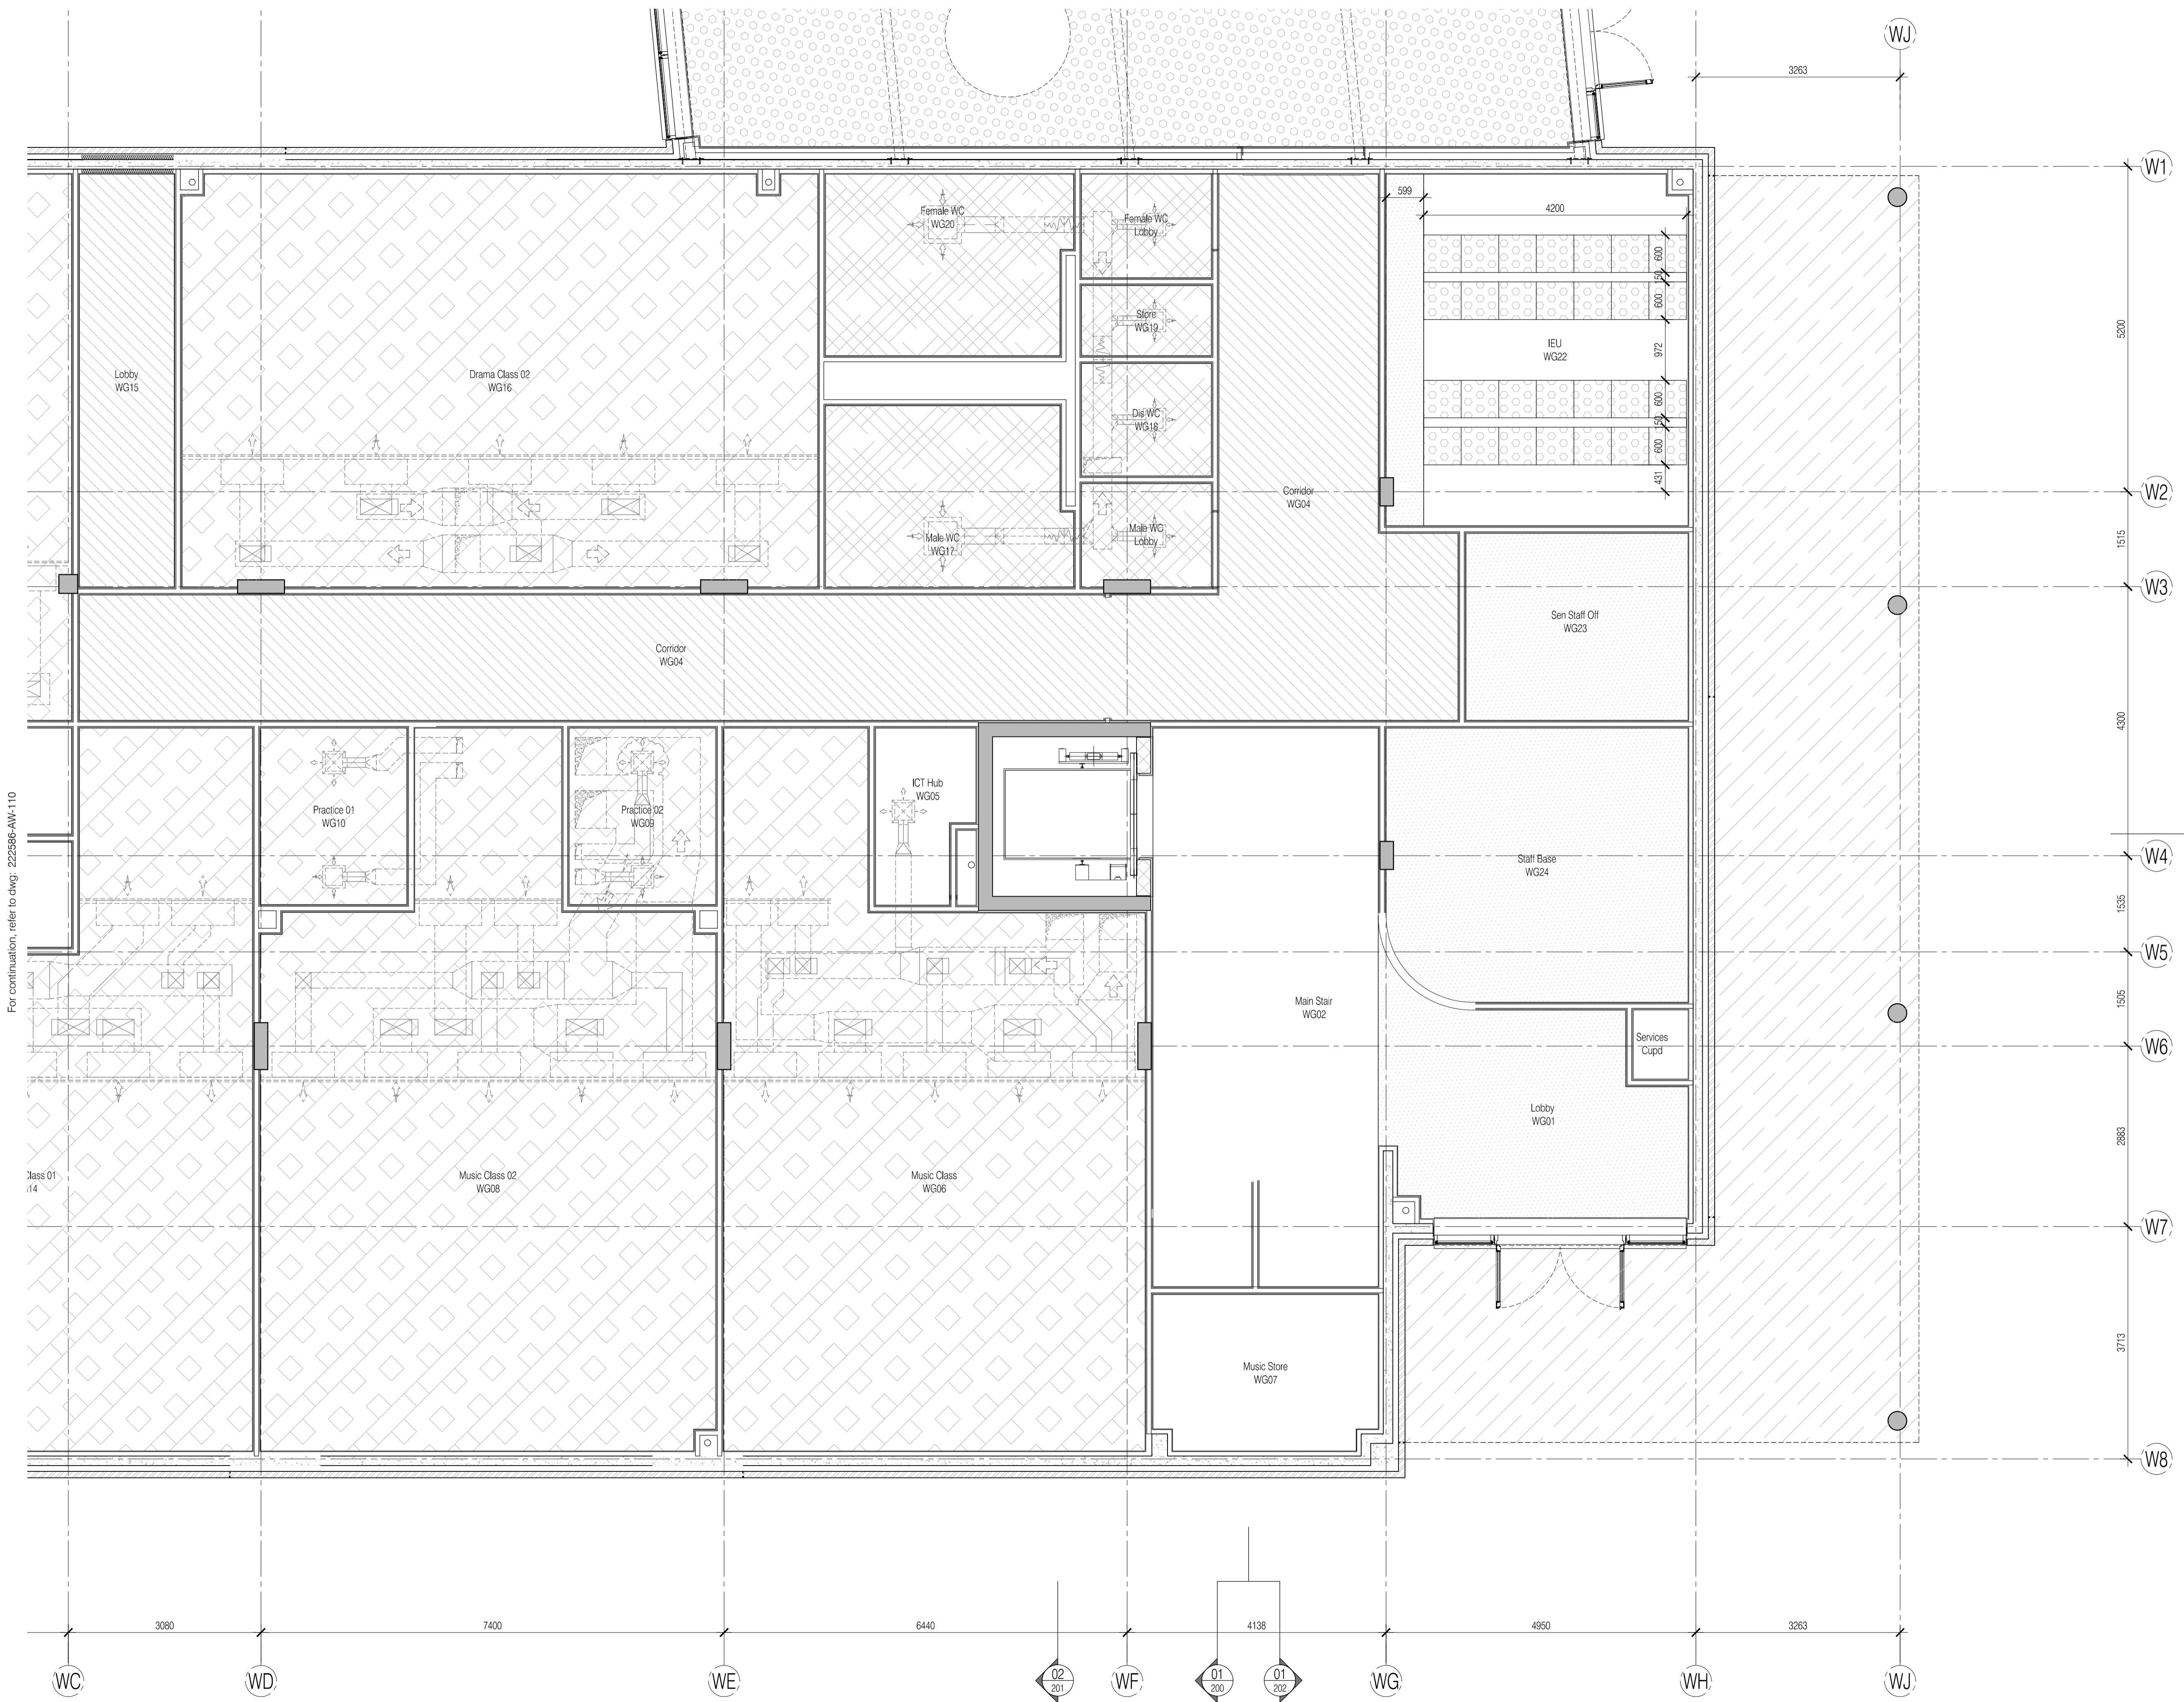 WJ
3263
W1
599
4200
Female WC
WG20
Female WC
Lobby
600
150
600
5200
Store
WG19
IEU
WG22
972
Lobby
WG15
Drama Class 02
WG16
600
150
600
Dis WC
WG18
431
Corridor
WG04
W2
Male WC
WG17
Male WC
Lobby
1515
W3
Sen Staff Off
WG23
Corridor
WG04
4300
ICT Hub
WG05
Practice 01
WG10
Practice 02
WG09
For continuation, refer to dwg: 222586-AW-110
Staff Base
WG24
W4
1535
W5
Main Stair
WG02
1505
Services
Cupd
W6
Lobby
WG01
2883
Class 01
14
Music Class 02
WG08
Music Class
WG06
W7
3713
Music Store
WG07
W8
3080
7400
6440
4138
4950
3263
WC
WD
WE
02
201
WF
01
200
01
202
WG
WH
WJ